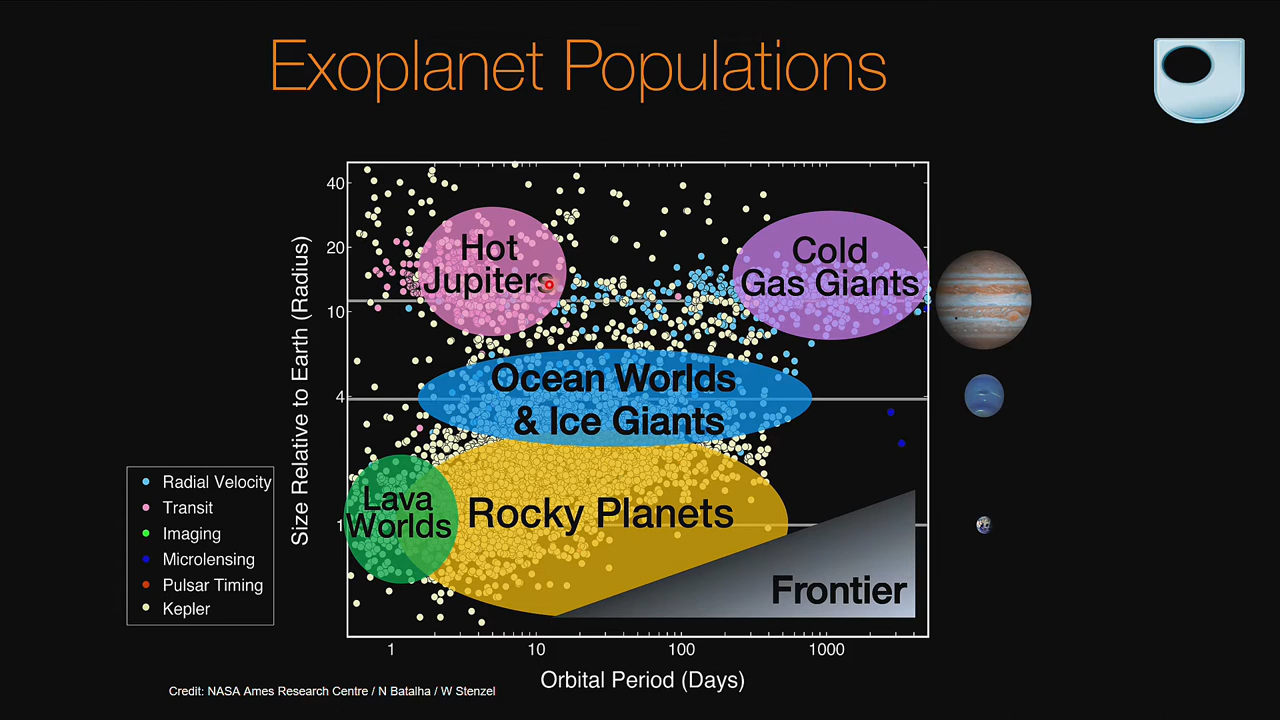 Exoplanet Populations
Size Relative to Earth (Radius)
40
20
10
4
1
Hot
Jupiters
Cold
Gas Giants
Ocean Worlds
& Ice Giants
Lava
Worlds
Rocky Planets
Frontier
1
10
100
1000
Orbital Period (Days)
Radial Velocity
Transit
Imaging
Microlensing
Pulsar Timing
Kepler
Credit: NASA Ames Research Centre / N Batalha / W Stenzel